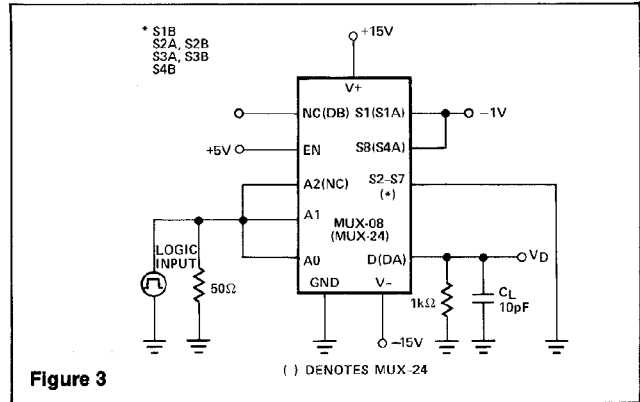 * S1B
S2A, S2B
S3A, S3B
S4B
+15V
V+
NC(DB)
S1(S1A)
-1V
+5V
EN
S8(S4A)
A2(NC)
S2-S7
(*)
A1
MUX-08
(MUX-24)
LOGIC
INPUT
A0
D(DA)
VD
50Ω
GND
V-
1kΩ
CL
10pF
-15V
( ) DENOTES MUX-24
Figure 3